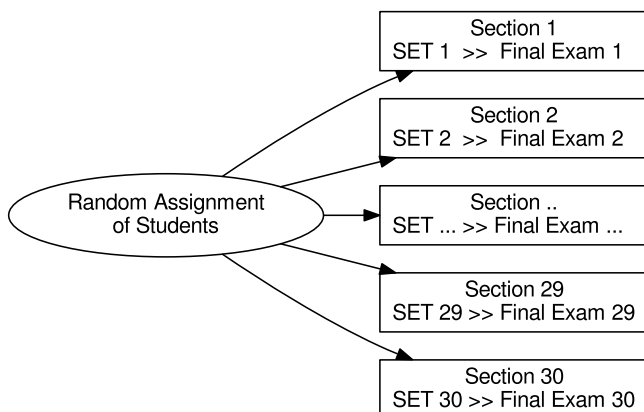 Section 1
SET 1 >> Final Exam 1
Section 2
SET 2 >> Final Exam 2
Random Assignment
of Students
Section ..
SET ... >> Final Exam ...
Section 29
SET 29 >> Final Exam 29
Section 30
SET 30 >> Final Exam 30